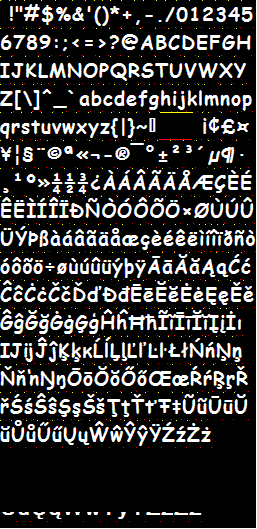 !"#$%&'()*+,-./012345
6789:;<=>?@ABCDEFGH
IJKLMNOPQRSTUVWXY
Z[\]^_`abcdefghijklmnop
qrstuvwxyz{|}~▯ ¡¢£¤
¥¦§¨©ª«¬-®¯°±²³´µ¶·
¸¹º»¼½¾¿ÀÁÂÃÄÅÆÇÈÉ
ÊËÌÍÎÏÐÑÒÓÔÕÖ×ØÙÚÛ
ÜÝÞßàáâãäåæçèéêëìíîïðñò
óôõö÷øùúûüýþÿĀāĂăĄąĆć
ĈĉĊċČčĎďĐđĒēĔĕĖėĘęĚě
ĜĝĞğĠġĢģĤĥĦħĨĩĪīĬĭĮįİı
IJijĴĵĶķĸĹĺĻļĽľĿŀŁłŃńŅņ
ŇňŉŊŋŌōŎŏŐőŒœŔŕŖŗŘ
řŚśŜŝŞşŠšŢţŤťŦŧŨũŪūŬ
ŭŮůŰűŲųŴŵŶŷŸŹźŻż